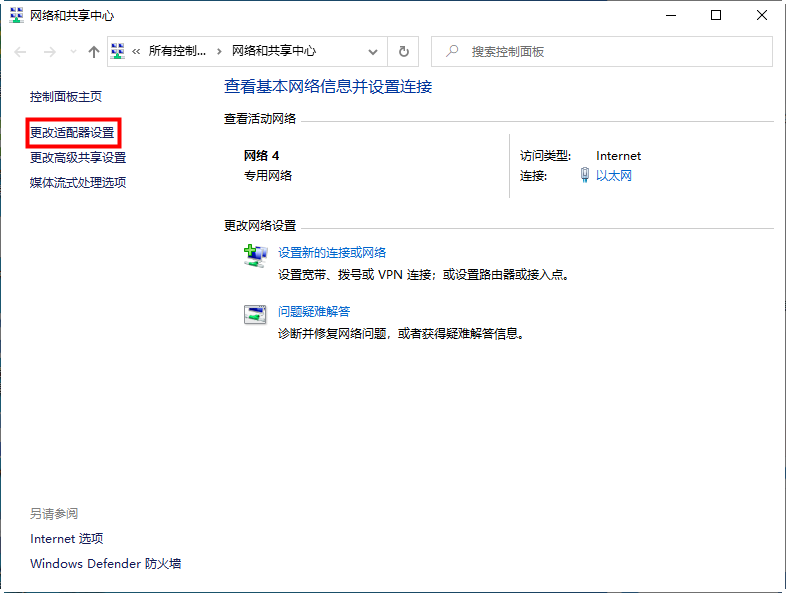 网络和共享中心
« 所有控制... › 网络和共享中心
搜索控制面板
控制面板主页
更改适配器设置
更改高级共享设置
媒体流式处理选项
查看基本网络信息并设置连接
查看活动网络
网络 4
专用网络
访问类型: Internet
连接: 以太网
更改网络设置
设置新的连接或网络
设置宽带、拨号或 VPN 连接；或设置路由器或接入点。
问题疑难解答
诊断并修复网络问题，或者获得疑难解答信息。
另请参阅
Internet 选项
Windows Defender 防火墙